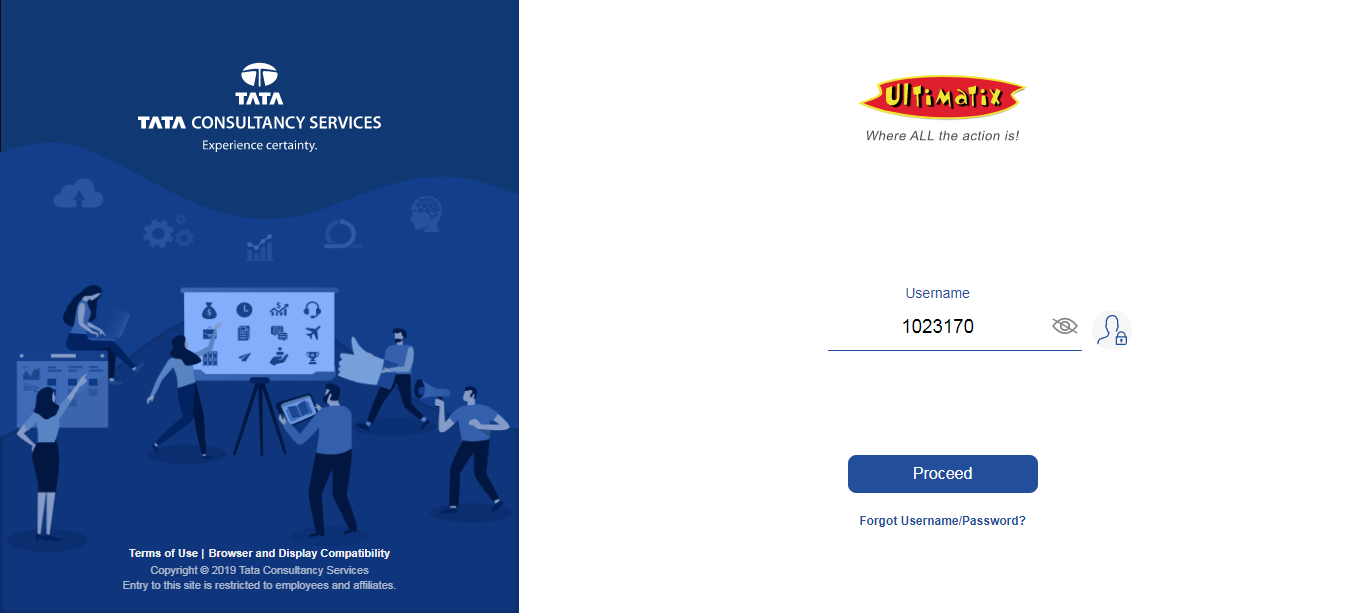 TATA
TATA CONSULTANCY SERVICES
Experience certainty.
Terms of Use | Browser and Display Compatibility
Copyright © 2019 Tata Consultancy Services
Entry to this site is restricted to employees and affiliates.
Ultimatix
Where ALL the action is!
Username
1023170
Proceed
Forgot Username/Password?